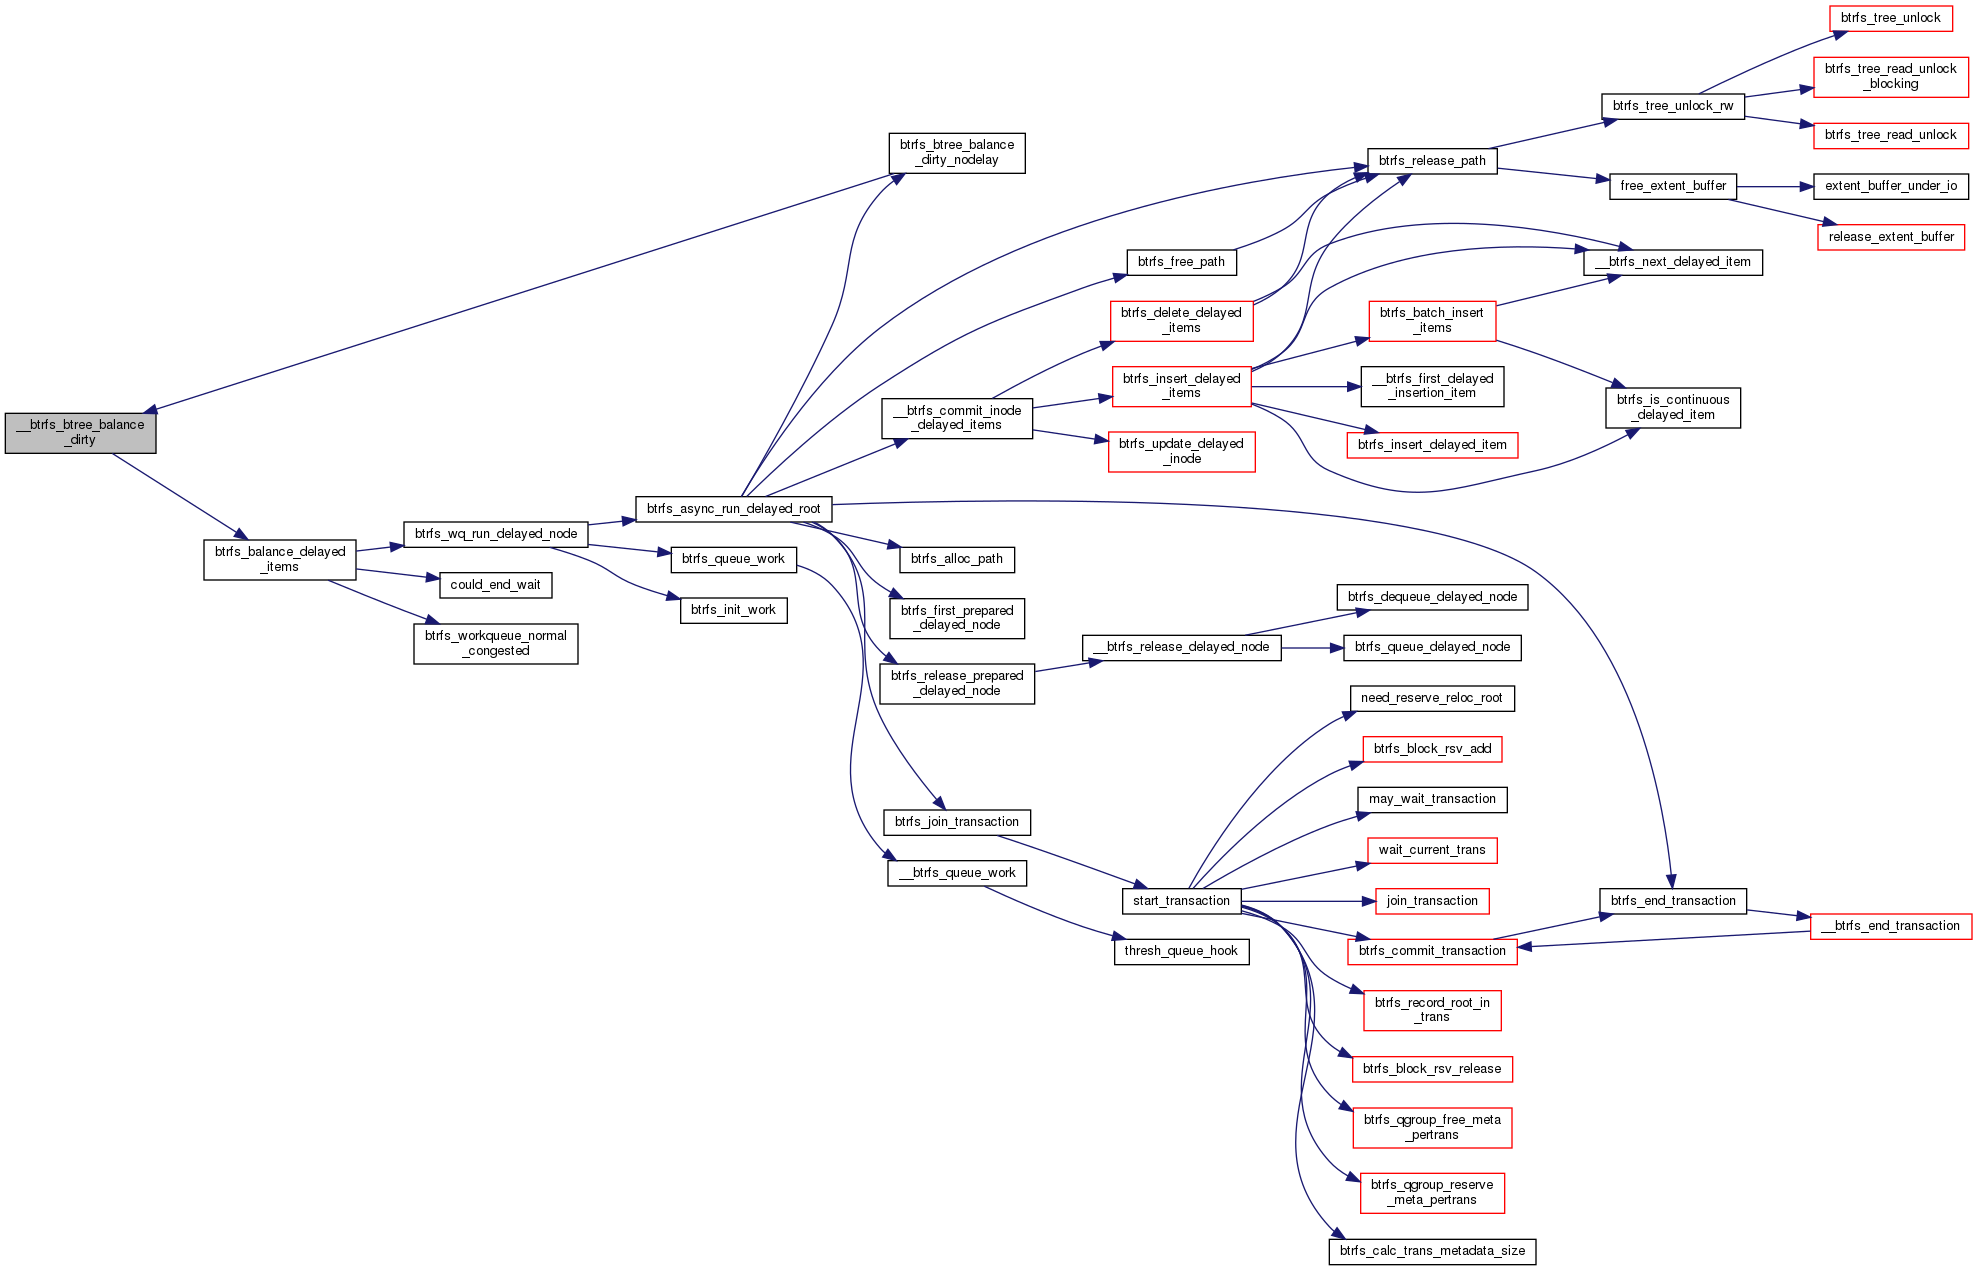 btrfs_tree_unlock
btrfs_tree_read_unlock
_blocking
btrfs_tree_unlock_rw
btrfs_tree_read_unlock
btrfs_btree_balance
_dirty_nodelay
btrfs_release_path
free_extent_buffer
extent_buffer_under_io
release_extent_buffer
btrfs_free_path
__btrfs_next_delayed_item
btrfs_delete_delayed
_items
btrfs_batch_insert
_items
btrfs_insert_delayed
_items
__btrfs_first_delayed
_insertion_item
btrfs_is_continuous
_delayed_item
__btrfs_btree_balance
_dirty
__btrfs_commit_inode
_delayed_items
btrfs_update_delayed
_inode
btrfs_insert_delayed_item
btrfs_async_run_delayed_root
btrfs_wq_run_delayed_node
btrfs_balance_delayed
_items
btrfs_queue_work
btrfs_alloc_path
could_end_wait
btrfs_init_work
btrfs_first_prepared
_delayed_node
btrfs_dequeue_delayed_node
btrfs_workqueue_normal
_congested
__btrfs_release_delayed_node
btrfs_queue_delayed_node
btrfs_release_prepared
_delayed_node
need_reserve_reloc_root
btrfs_block_rsv_add
may_wait_transaction
btrfs_join_transaction
wait_current_trans
__btrfs_queue_work
start_transaction
join_transaction
btrfs_end_transaction
__btrfs_end_transaction
thresh_queue_hook
btrfs_commit_transaction
btrfs_record_root_in
_trans
btrfs_block_rsv_release
btrfs_qgroup_free_meta
_pertrans
btrfs_qgroup_reserve
_meta_pertrans
btrfs_calc_trans_metadata_size